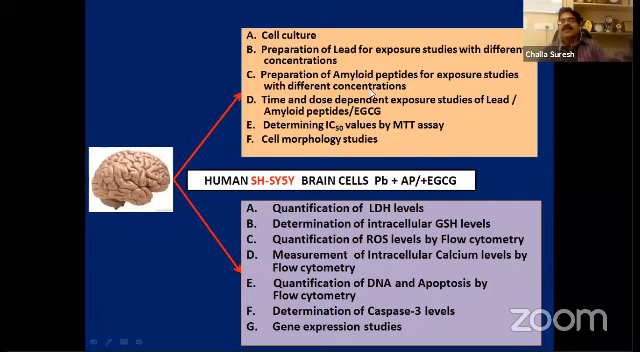 A. Cell culture
B. Preparation of Lead for exposure studies with different
concentrations
C. Preparation of Amyloid peptides for exposure studies
with different concentrations
D. Time and dose dependent exposure studies of Lead /
Amyloid peptides/EGCG
E. Determining IC50 values by MTT assay
F. Cell morphology studies
Challa Suresh
HUMAN SH-SY5Y BRAIN CELLS Pb + AP/+EGCG
A. Quantification of LDH levels
B. Determination of intracellular GSH levels
C. Quantification of ROS levels by Flow cytometry
D. Measurement of Intracellular Calcium levels by
Flow cytometry
E. Quantification of DNA and Apoptosis by
Flow cytometry
F. Determination of Caspase-3 levels
G. Gene expression studies
zoom